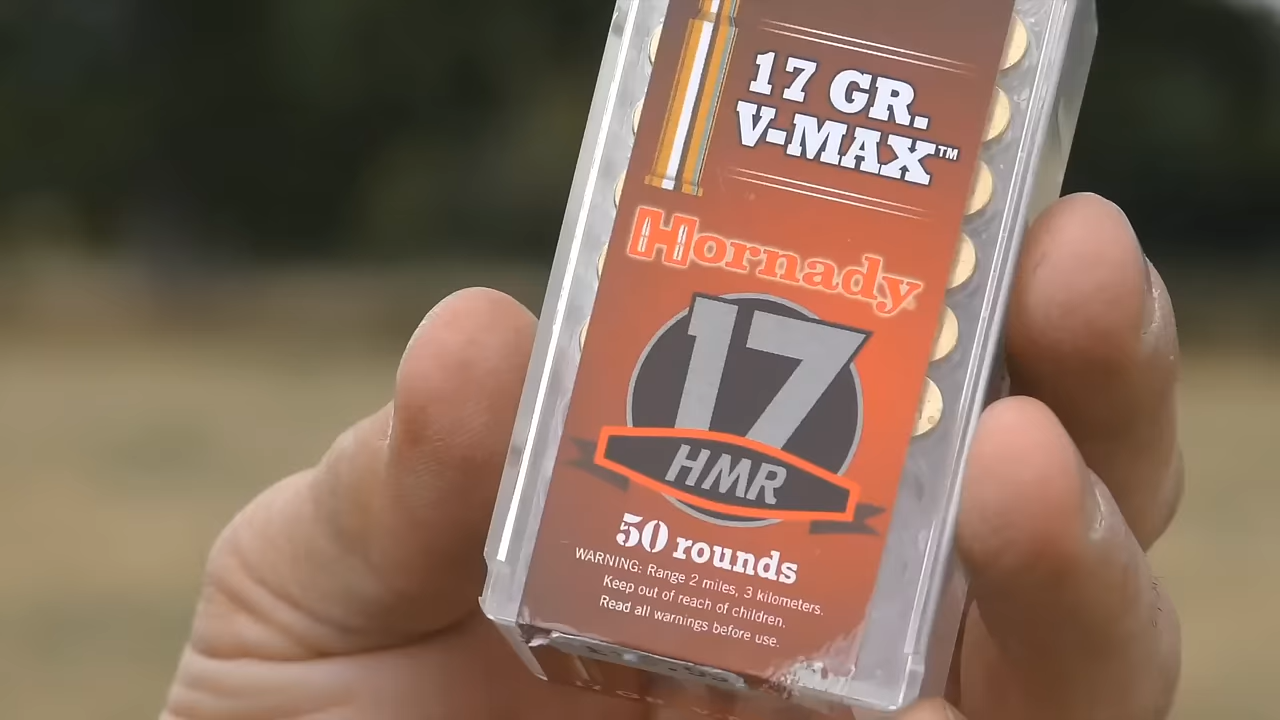 17 GR.
V-MAX™
Hornady
17
HMR
50 rounds
WARNING: Range 2 miles, 3 kilometers.
Keep out of reach of children.
Read all warnings before use.